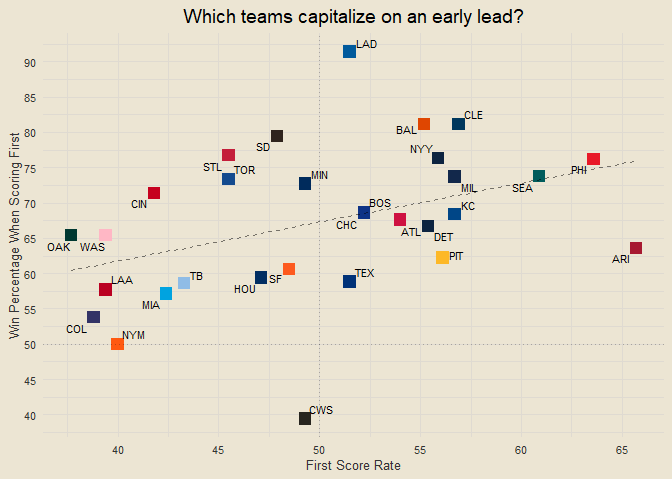 Which teams capitalize on an early lead?
Win Percentage When Scoring First
90
85
80
75
70
65
60
55
50
45
40
LAD
CLE
BAL
SD
NYY
STL
TOR
PHI
MIN
MIL
SEA
CIN
BOS
KC
CHC
ATL
DET
OAK
WAS
PIT
ARI
LAA
TB
HOU
SF
TEX
MIA
COL
NYM
CWS
40
45
50
55
60
65
First Score Rate